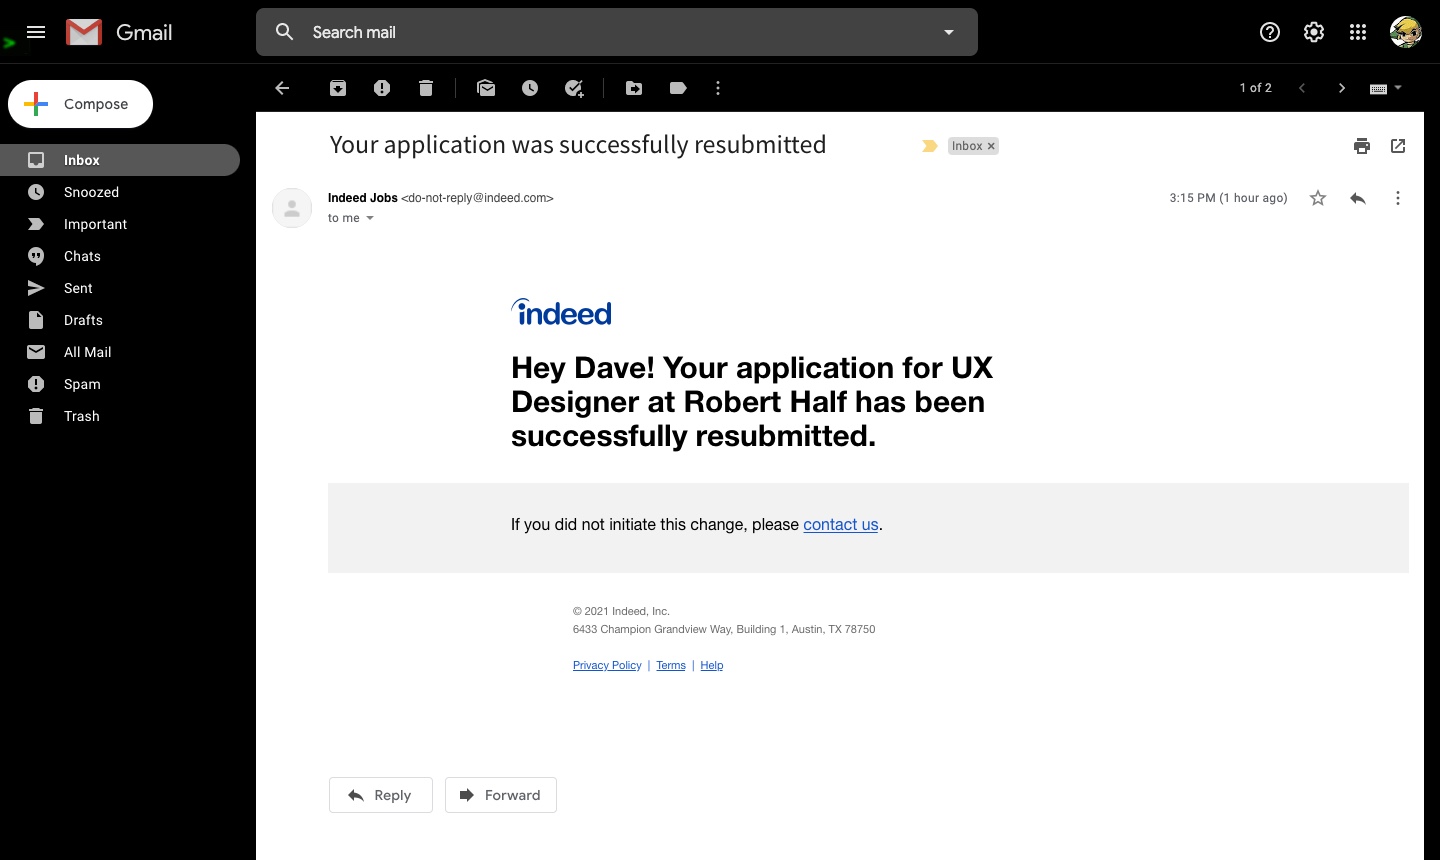 Gmail
Search mail
Compose
1 of 2
Inbox
Snoozed
Important
Chats
Sent
Drafts
All Mail
Spam
Trash
Your application was successfully resubmitted
Inbox ×
Indeed Jobs <do-not-reply@indeed.com>
3:15 PM (1 hour ago)
to me
indeed
Hey Dave! Your application for UX
Designer at Robert Half has been
successfully resubmitted.
If you did not initiate this change, please contact us.
© 2021 Indeed, Inc.
6433 Champion Grandview Way, Building 1, Austin, TX 78750
Privacy Policy | Terms | Help
Reply
Forward